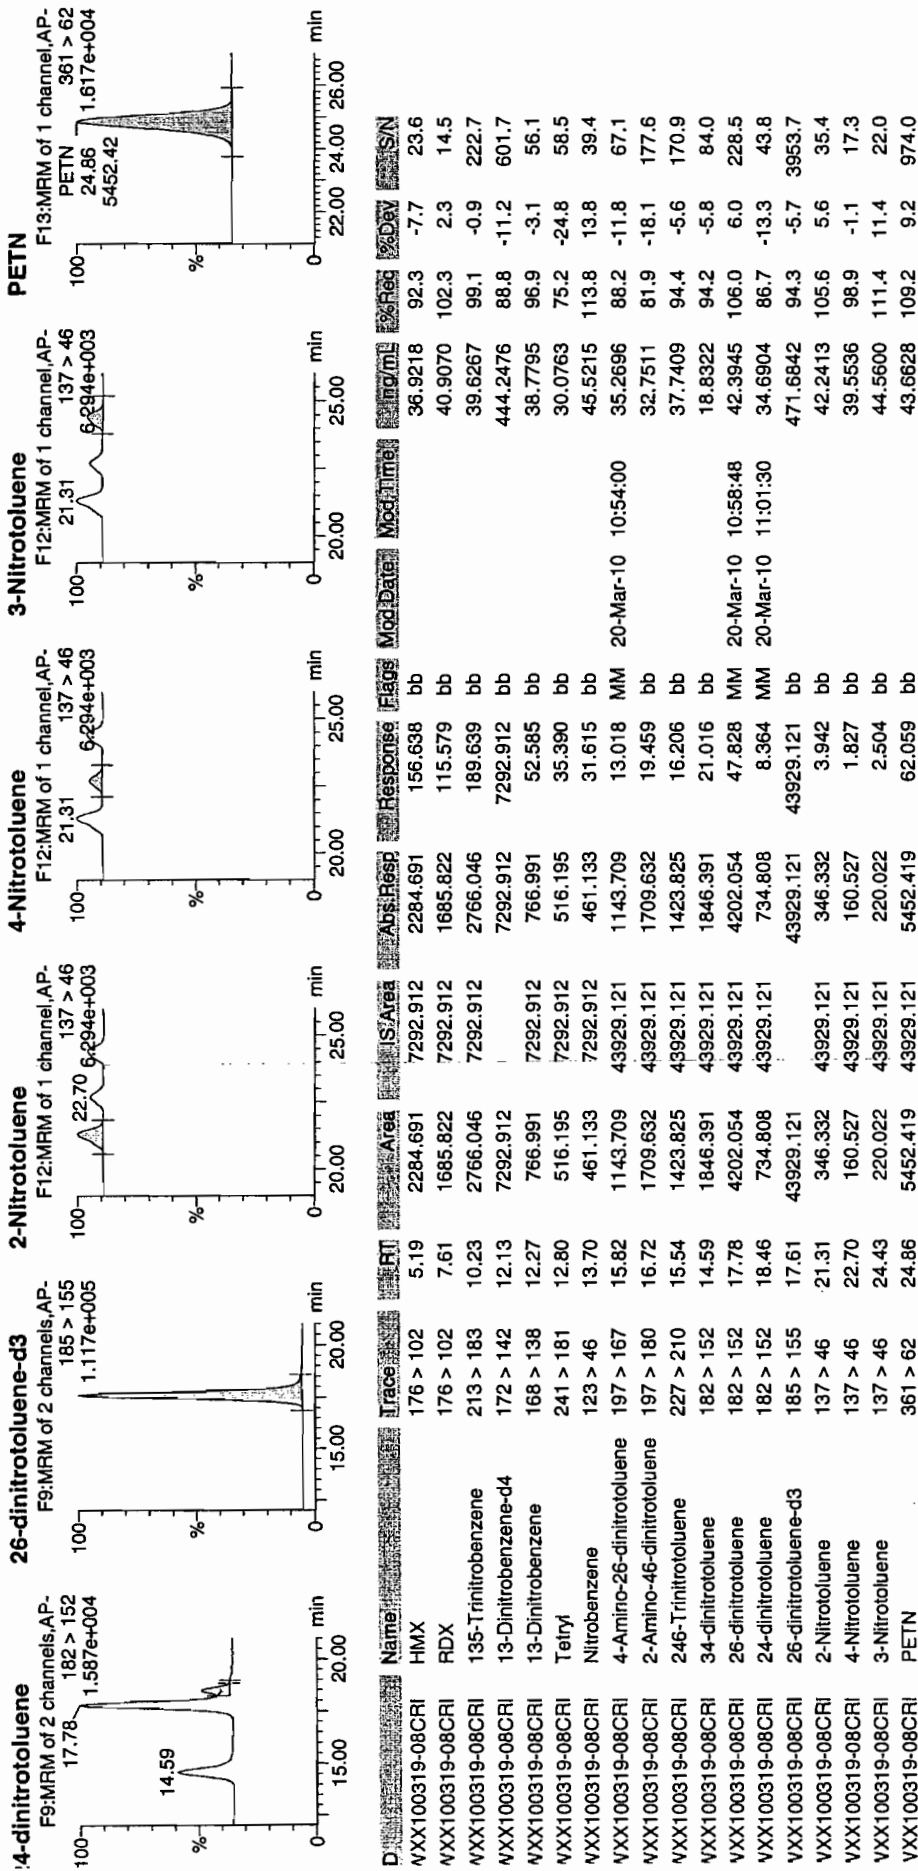 4-dinitrotoluene
F9:MRM of 2 channels,AP-
182 > 152
1.587e+004
17.78
14.59
100
%
0
15.00 20.00 min
26-dinitrotoluene-d3
F9:MRM of 2 channels,AP-
185 > 155
1.117e+005
100
%
0
15.00 20.00 min
2-Nitrotoluene
F12:MRM of 1 channel,AP-
137 > 46
22.70 6.294e+003
100
%
0
20.00 25.00 min
4-Nitrotoluene
F12:MRM of 1 channel,AP-
137 > 46
21.31 6.294e+003
100
%
0
20.00 25.00 min
3-Nitrotoluene
F12:MRM of 1 channel,AP-
137 > 46
21.31 6.294e+003
100
%
0
20.00 25.00 min
PETN
F13:MRM of 1 channel,AP-
PETN 361 > 62
24.86 1.617e+004
5452.42
100
%
0
22.00 24.00 26.00 min
D Name Trace RT Area IS Area Abs.Resp Response Flags Mod.Date Mod.Time ng/mL %Rec %Dev S/N
VXX100319-08CRI HMX 176 > 102 5.19 2284.691 7292.912 2284.691 156.638 bb 36.9218 92.3 -7.7 23.6
VXX100319-08CRI RDX 176 > 102 7.61 1685.822 7292.912 1685.822 115.579 bb 40.9070 102.3 2.3 14.5
VXX100319-08CRI 135-Trinitrobenzene 213 > 183 10.23 2766.046 7292.912 2766.046 189.639 bb 39.6267 99.1 -0.9 222.7
VXX100319-08CRI 13-Dinitrobenzene-d4 172 > 142 12.13 7292.912 7292.912 7292.912 bb 444.2476 88.8 -11.2 601.7
VXX100319-08CRI 13-Dinitrobenzene 168 > 138 12.27 766.991 7292.912 766.991 52.585 bb 38.7795 96.9 -3.1 56.1
VXX100319-08CRI Tetryl 241 > 181 12.80 516.195 7292.912 516.195 35.390 bb 30.0763 75.2 -24.8 58.5
VXX100319-08CRI Nitrobenzene 123 > 46 13.70 461.133 7292.912 461.133 31.615 bb 45.5215 113.8 13.8 39.4
VXX100319-08CRI 4-Amino-26-dinitrotoluene 197 > 167 15.82 1143.709 43929.121 1143.709 13.018 MM 20-Mar-10 10:54:00 35.2696 88.2 -11.8 67.1
VXX100319-08CRI 2-Amino-46-dinitrotoluene 197 > 180 16.72 1709.632 43929.121 1709.632 19.459 bb 32.7511 81.9 -18.1 177.6
VXX100319-08CRI 246-Trinitrotoluene 227 > 210 15.54 1423.825 43929.121 1423.825 16.206 bb 37.7409 94.4 -5.6 170.9
VXX100319-08CRI 34-dinitrotoluene 182 > 152 14.59 1846.391 43929.121 1846.391 21.016 bb 18.8322 94.2 -5.8 84.0
VXX100319-08CRI 26-dinitrotoluene 182 > 152 17.78 4202.054 43929.121 4202.054 47.828 MM 20-Mar-10 10:58:48 42.3945 106.0 6.0 228.5
VXX100319-08CRI 24-dinitrotoluene 182 > 152 18.46 734.808 43929.121 734.808 8.364 MM 20-Mar-10 11:01:30 34.6904 86.7 -13.3 43.8
VXX100319-08CRI 26-dinitrotoluene-d3 185 > 155 17.61 43929.121 43929.121 43929.121 bb 471.6842 94.3 -5.7 3953.7
VXX100319-08CRI 2-Nitrotoluene 137 > 46 21.31 346.332 43929.121 346.332 3.942 bb 42.2413 105.6 5.6 35.4
VXX100319-08CRI 4-Nitrotoluene 137 > 46 22.70 160.527 43929.121 160.527 1.827 bb 39.5536 98.9 -1.1 17.3
VXX100319-08CRI 3-Nitrotoluene 137 > 46 24.43 220.022 43929.121 220.022 2.504 bb 44.5600 111.4 11.4 22.0
VXX100319-08CRI PETN 361 > 62 24.86 5452.419 43929.121 5452.419 62.059 bb 43.6628 109.2 9.2 974.0